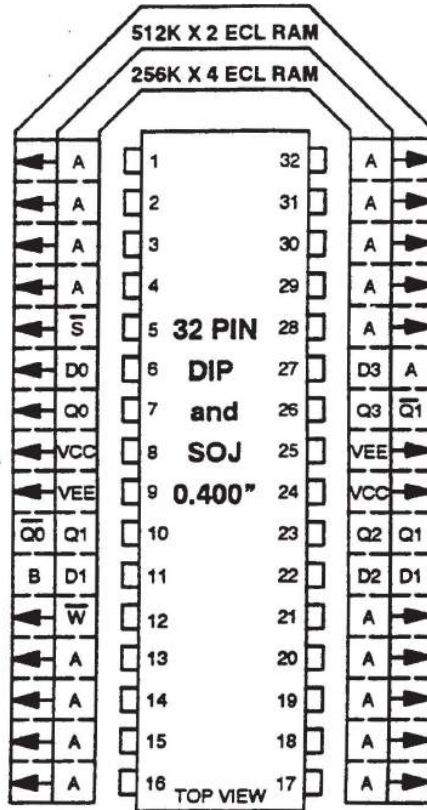 512K X 2 ECL RAM
256K X 4 ECL RAM
A 1 32 A
A 2 31 A
A 3 30 A
A 4 29 A
S̅ 5 32 PIN 28 A
D0 6 DIP 27 D3 A
Q0 7 and 26 Q3 Q̅1̅
VCC 8 SOJ 25 VEE
VEE 9 0.400" 24 VCC
Q̅0̅ Q1 10 23 Q2 Q1
B D1 11 22 D2 D1
W̅ 12 21 A
A 13 20 A
A 14 19 A
A 15 18 A
A 16 TOP VIEW 17 A